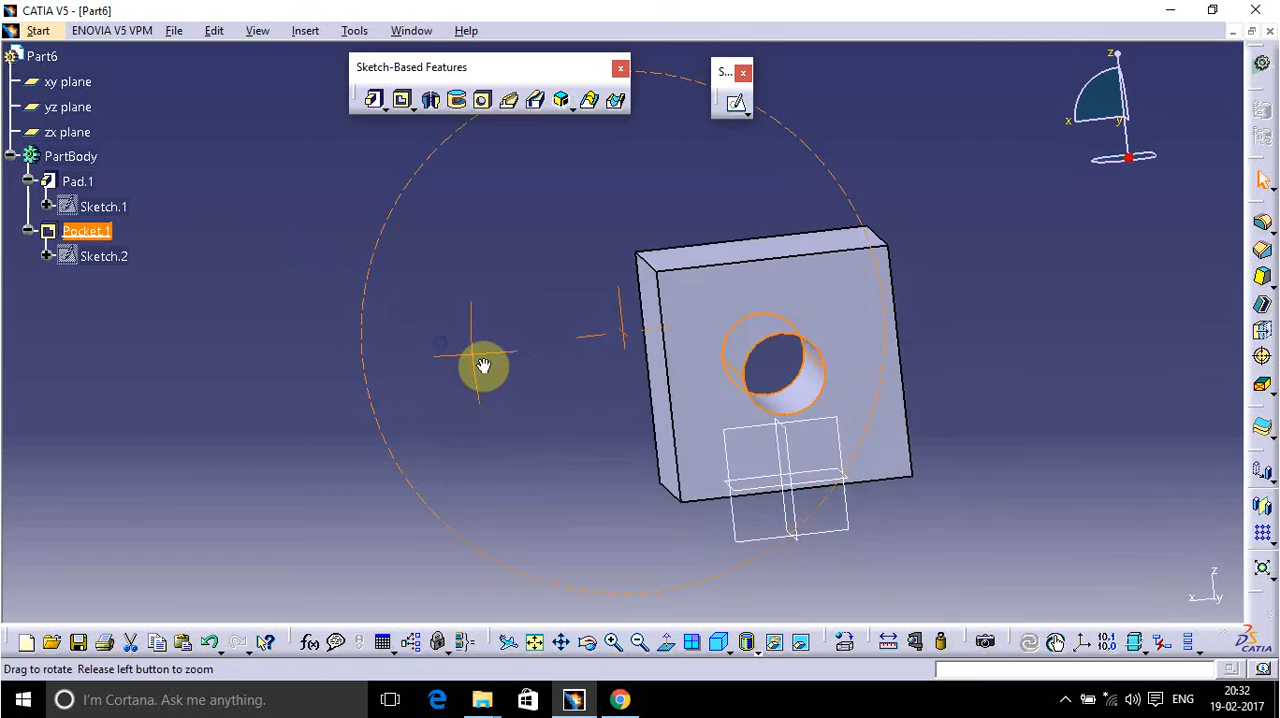 CATIA V5 - [Part6]
Start ENOVIA V5 VPM File Edit View Insert Tools Window Help
Part6
xy plane
yz plane
zx plane
PartBody
Pad.1
Sketch.1
Pocket.1
Sketch.2
Sketch-Based Features
S...
z
x
y
z
x
y
f(x)
10.1
CATIA
Drag to rotate Release left button to zoom
I'm Cortana. Ask me anything.
ENG
20:32
19-02-2017